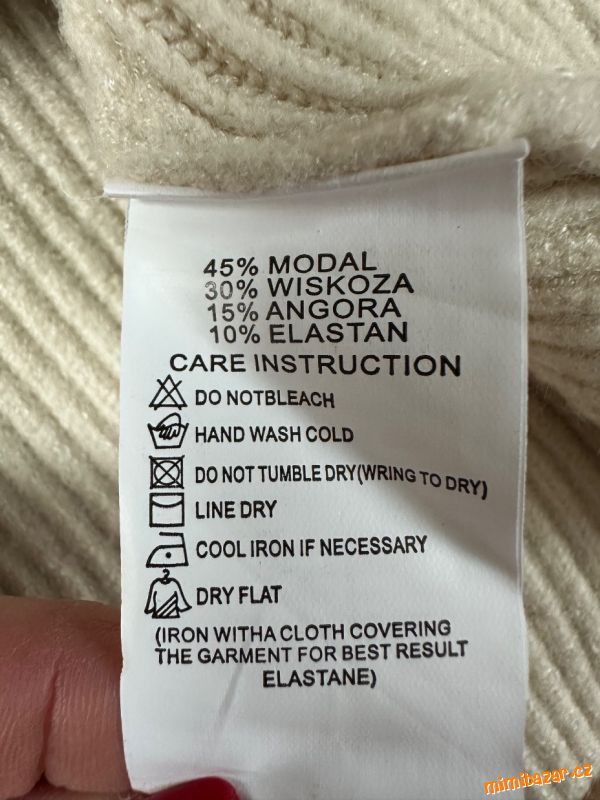 45% MODAL
30% WISKOZA
15% ANGORA
10% ELASTAN
CARE INSTRUCTION
DO NOTBLEACH
HAND WASH COLD
DO NOT TUMBLE DRY(WRING TO DRY)
LINE DRY
COOL IRON IF NECESSARY
DRY FLAT
(IRON WITHA CLOTH COVERING
THE GARMENT FOR BEST RESULT
ELASTANE)
mimibazar.cz